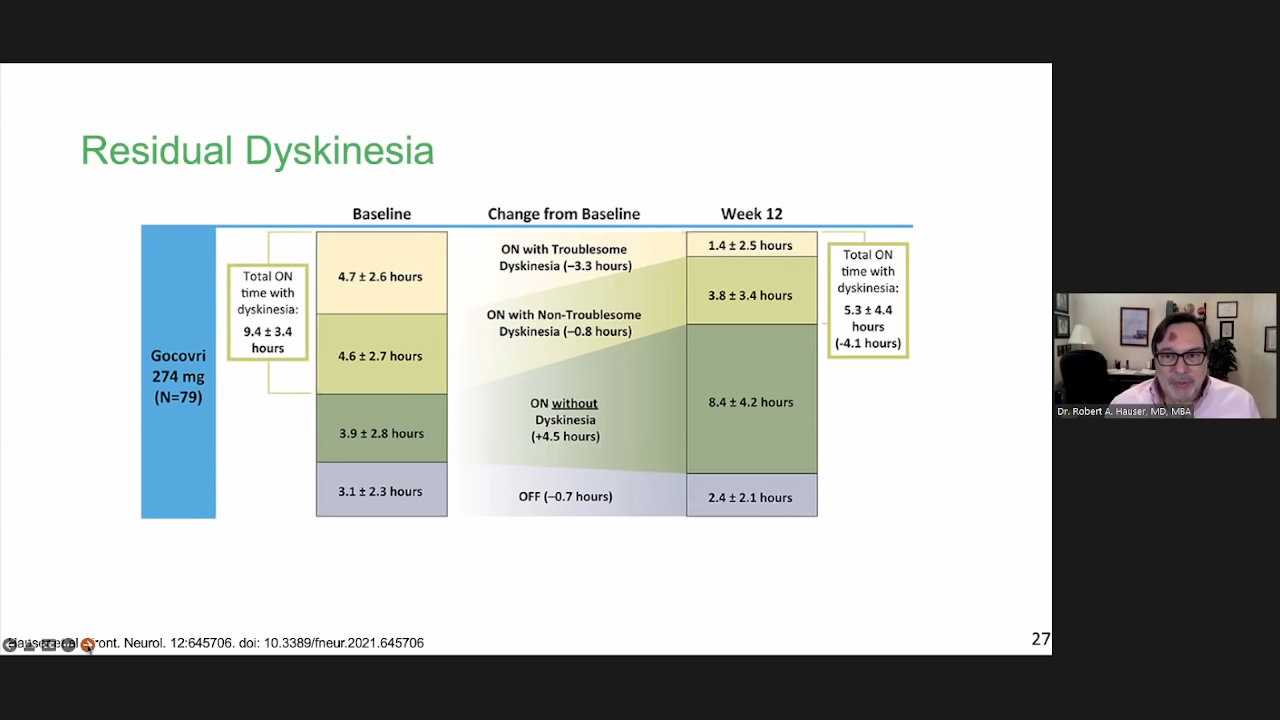 Residual Dyskinesia
Baseline
Change from Baseline
Week 12
Gocovri
274 mg
(N=79)
Total ON
time with
dyskinesia:
9.4 ± 3.4
hours
4.7 ± 2.6 hours
4.6 ± 2.7 hours
3.9 ± 2.8 hours
3.1 ± 2.3 hours
ON with Troublesome
Dyskinesia (–3.3 hours)
ON with Non-Troublesome
Dyskinesia (–0.8 hours)
ON without
Dyskinesia
(+4.5 hours)
OFF (–0.7 hours)
1.4 ± 2.5 hours
3.8 ± 3.4 hours
8.4 ± 4.2 hours
2.4 ± 2.1 hours
Total ON
time with
dyskinesia:
5.3 ± 4.4
hours
(-4.1 hours)
Dr. Robert A. Hauser, MD, MBA
Neurol. 12:645706. doi: 10.3389/fneur.2021.645706
27